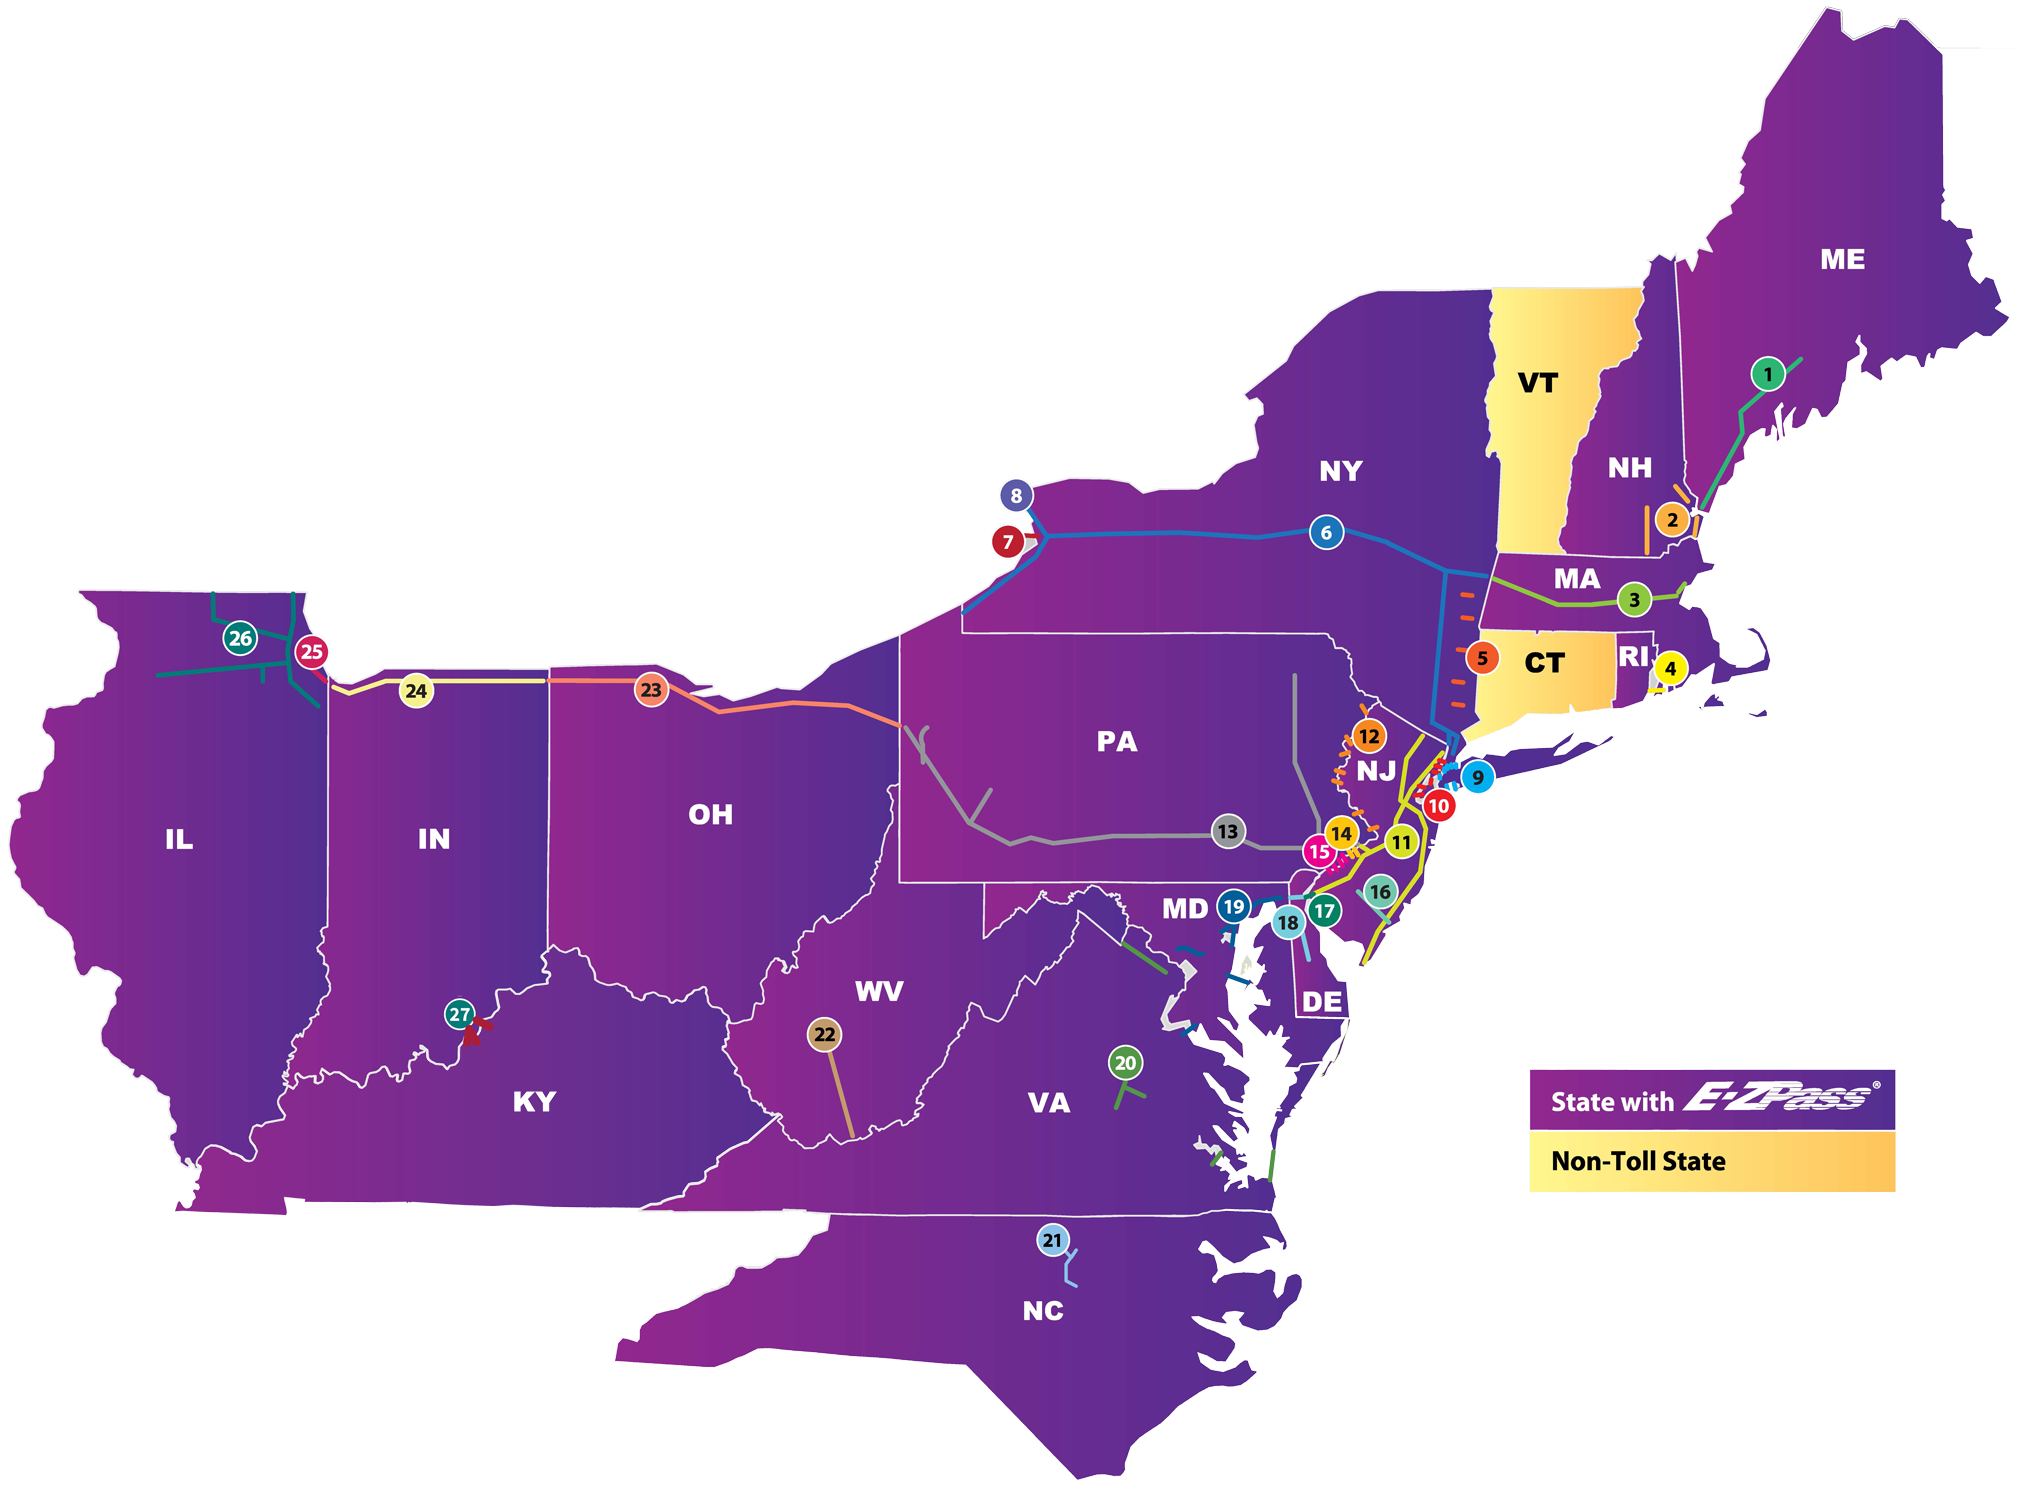 ME
1
VT
NH
NY
8
2
6
7
MA
3
26
25
5
CT
RI
4
24
23
12
PA
NJ
9
10
OH
13
14
11
15
IL
IN
16
MD
19
17
18
WV
DE
27
22
20
KY
VA
State with E-ZPass®
Non-Toll State
21
NC